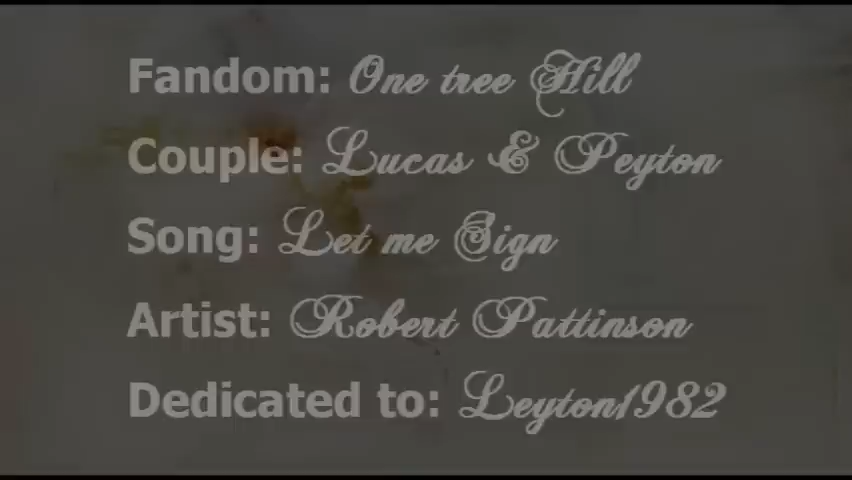 Fandom: One tree Hill
Couple: Lucas & Peyton
Song: Let me Sign
Artist: Robert Pattinson
Dedicated to: Leyton1982